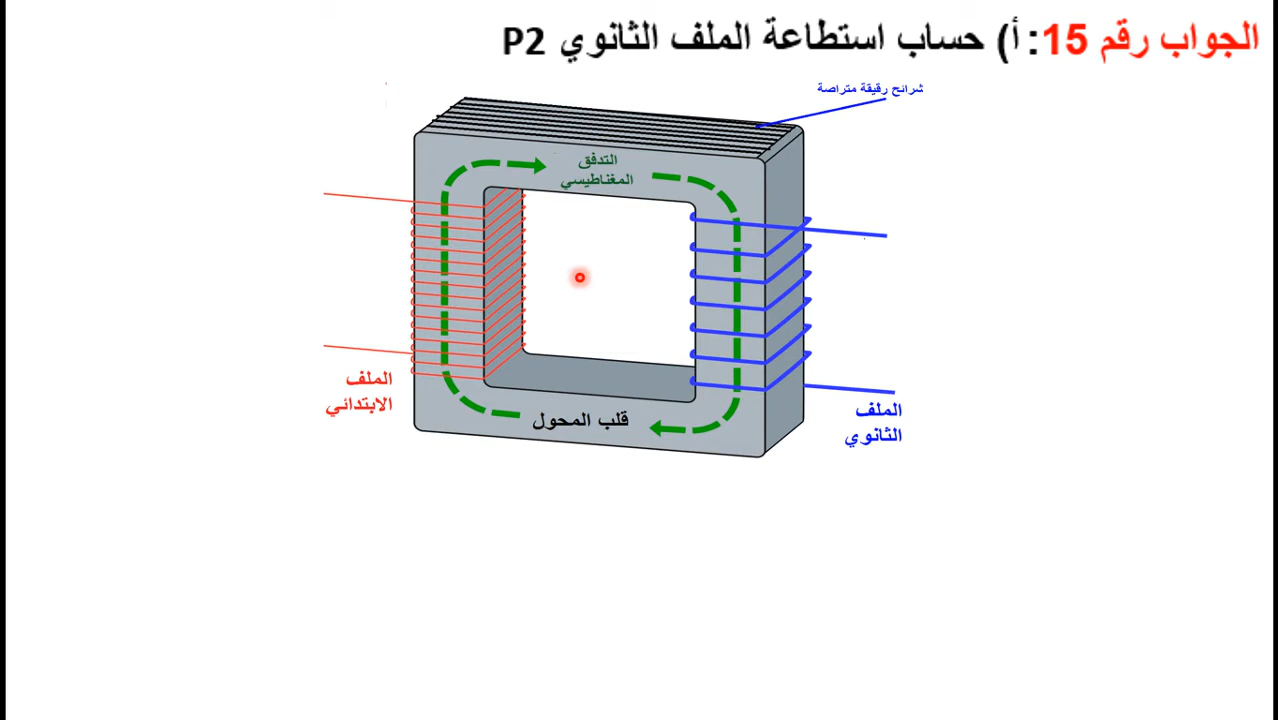 الجواب رقم 15: أ) حساب استطاعة الملف الثانوي P2
شرائح رقيقة متراصة
التدفق
المغناطيسي
الملف
الابتدائي
قلب المحول
الملف
الثانوي